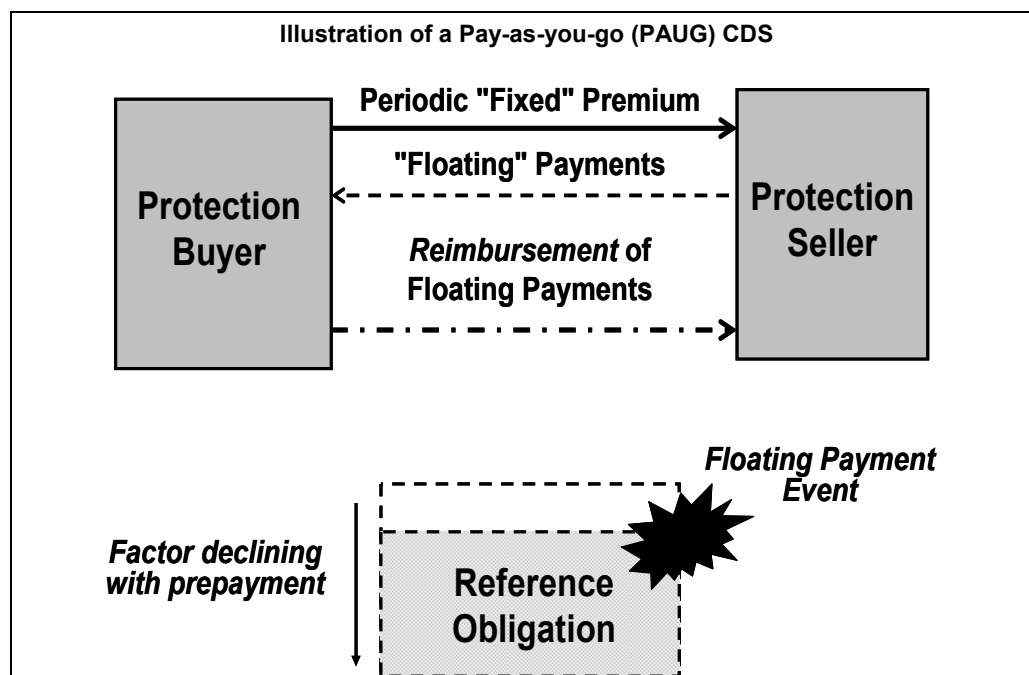 Illustration of a Pay-as-you-go (PAUG) CDS
Periodic "Fixed" Premium
"Floating" Payments
Protection
Buyer
Protection
Seller
Reimbursement of
Floating Payments
Floating Payment
Event
Factor declining
with prepayment
Reference
Obligation